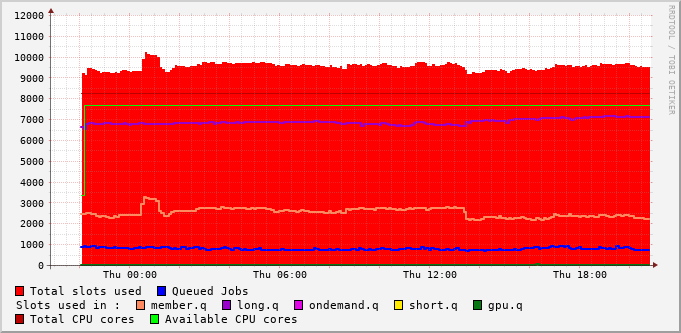 12000
11000
10000
9000
8000
7000
6000
5000
4000
3000
2000
1000
0
Thu 00:00 Thu 06:00 Thu 12:00 Thu 18:00
RRDTOOL / TOBI OETIKER
Total slots used Queued Jobs
Slots used in : member.q long.q ondemand.q short.q gpu.q
Total CPU cores Available CPU cores